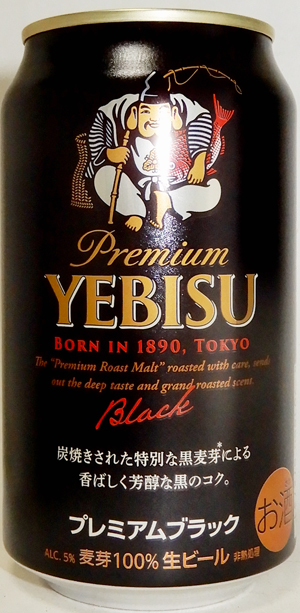 Premium
YEBISU
BORN IN 1890, TOKYO
The "Premium Roast Malt" roasted with care, sends
out the deep taste and grand roasted scent.
Black
炭焼きされた特別な黒麦芽*による
香ばしく芳醇な黒のコク。
プレミアムブラック
お酒
ALC. 5% 麦芽100% 生ビール 非熱処理